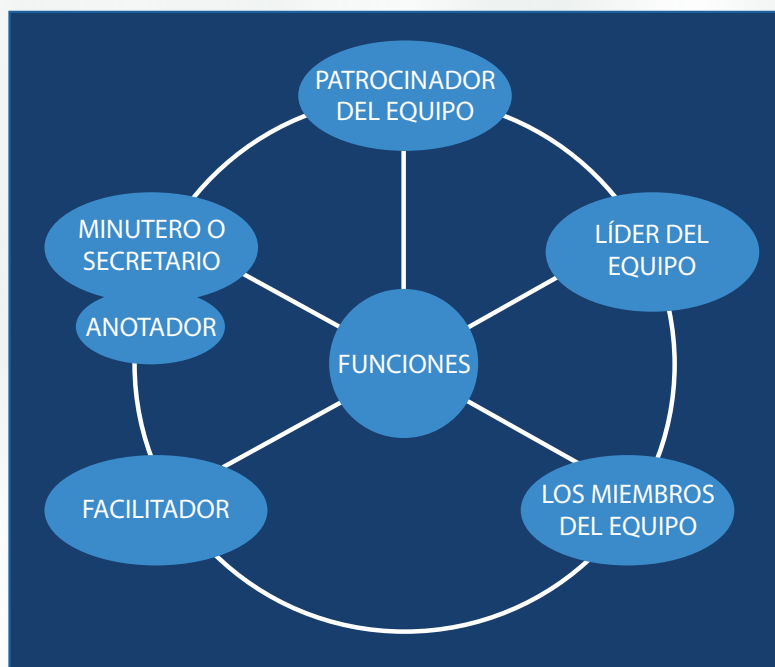 PATROCINADOR
DEL EQUIPO
MINUTERO O
SECRETARIO
LÍDER DEL
EQUIPO
ANOTADOR
FUNCIONES
FACILITADOR
LOS MIEMBROS
DEL EQUIPO